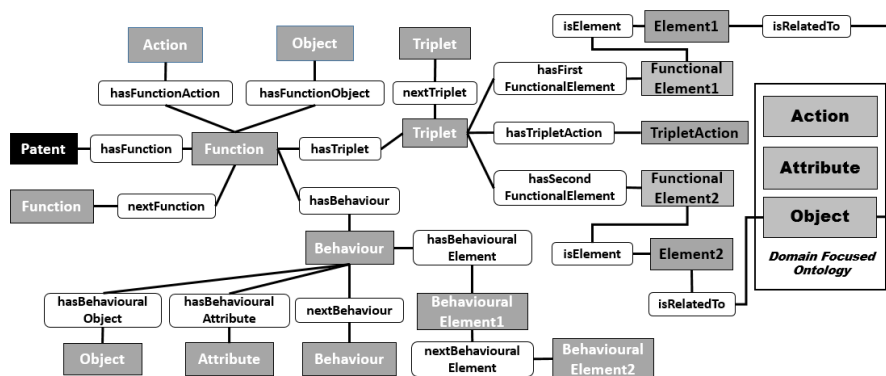 isElement
Element1
isRelatedTo
Action
Object
Triplet
hasFirst
FunctionalElement
Functional
Element1
hasFunctionAction
hasFunctionObject
nextTriplet
Action
Patent
hasFunction
Function
hasTriplet
Triplet
hasTripletAction
TripletAction
Attribute
Function
nextFunction
hasBehaviour
hasSecond
FunctionalElement
Functional
Element2
Object
Behaviour
hasBehavioural
Element
isElement
Element2
Domain Focused
Ontology
hasBehavioural
Object
hasBehavioural
Attribute
nextBehaviour
Behavioural
Element1
isRelatedTo
Object
Attribute
Behaviour
nextBehavioural
Element
Behavioural
Element2